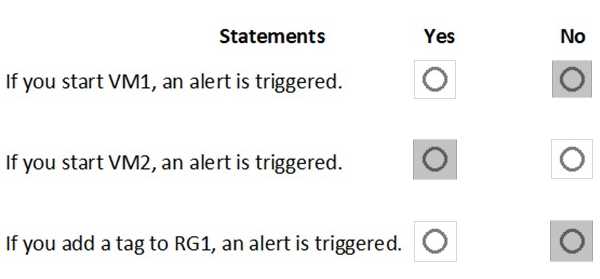 Statements Yes No
If you start VM1, an alert is triggered.
If you start VM2, an alert is triggered.
If you add a tag to RG1, an alert is triggered.